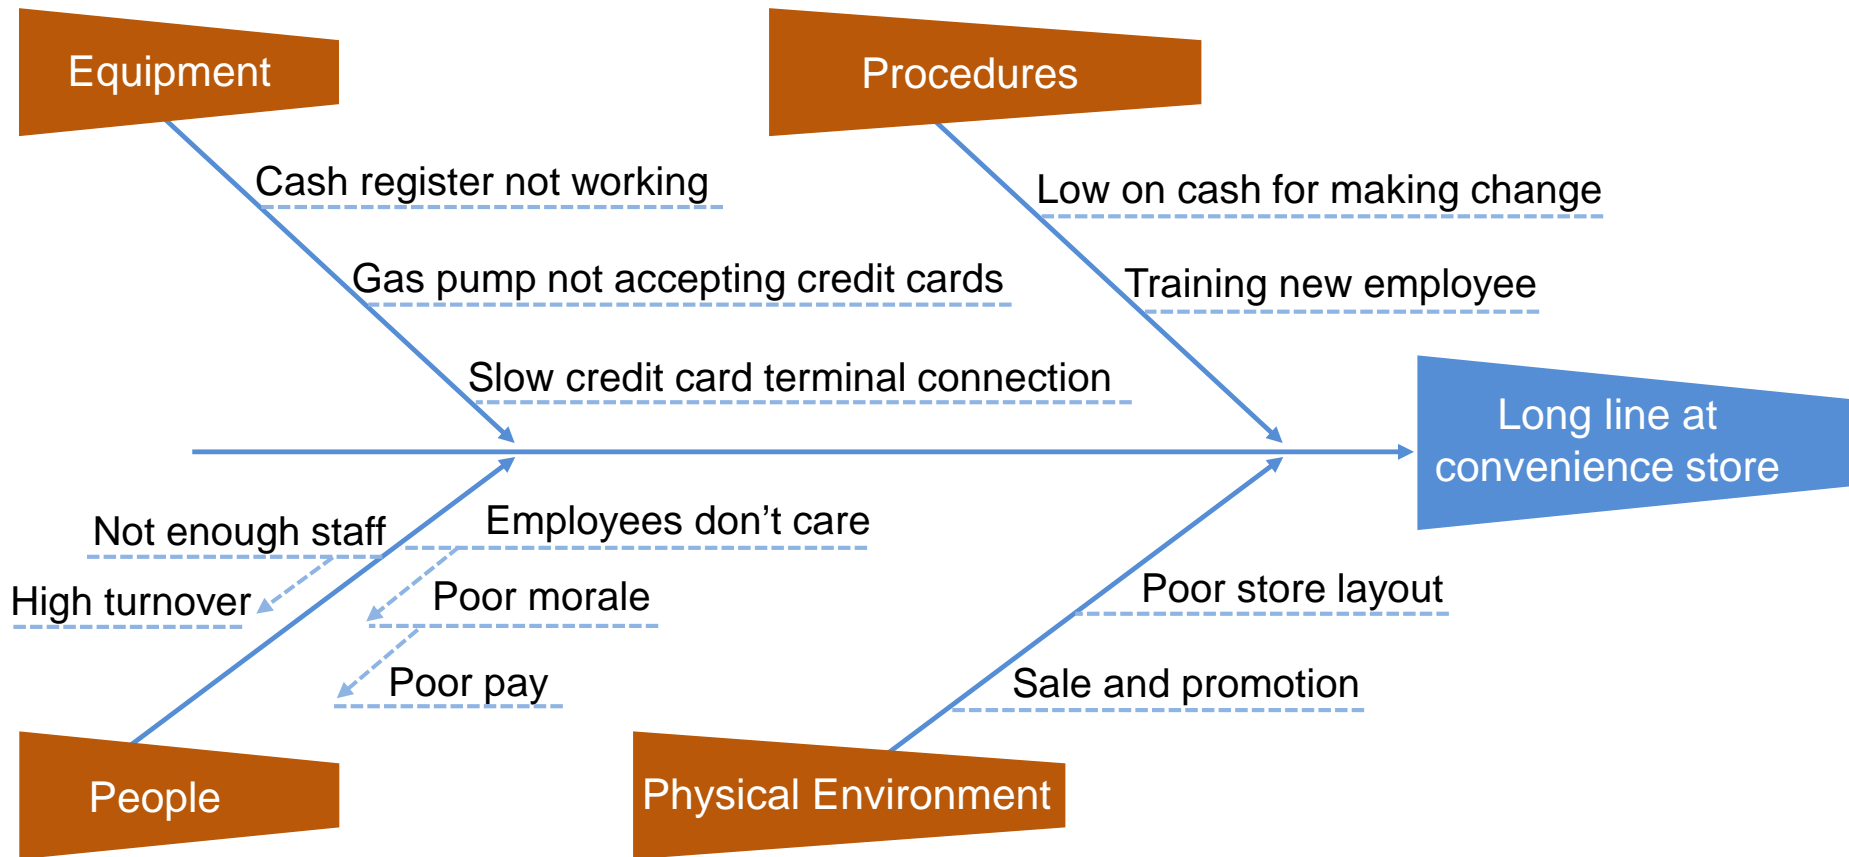 Equipment
Procedures
Cash register not working
Low on cash for making change
Gas pump not accepting credit cards
Training new employee
Slow credit card terminal connection
Long line at
convenience store
Not enough staff
Employees don’t care
High turnover
Poor morale
Poor store layout
Poor pay
Sale and promotion
People
Physical Environment